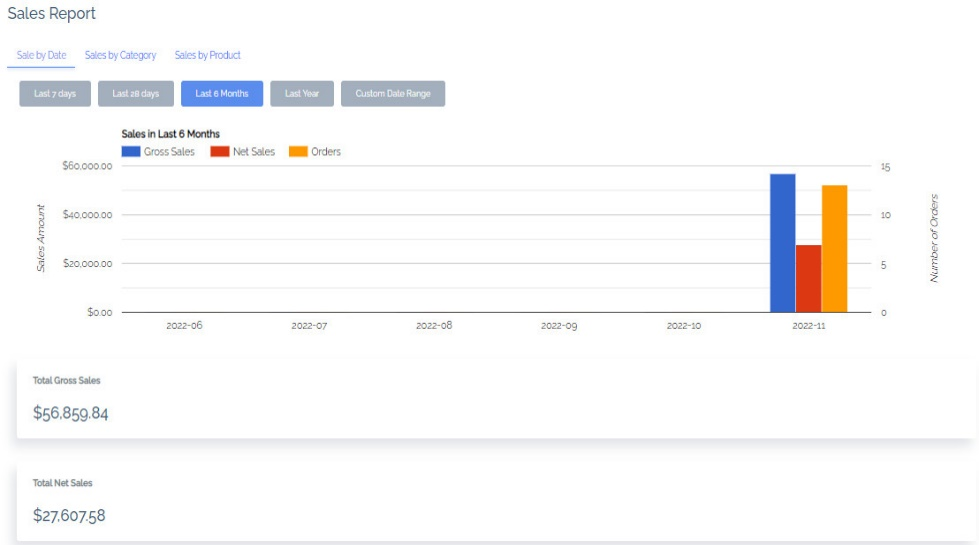 Sales Report
Sale by Date Sales by Category Sales by Product
Last 7 days Last 28 days Last 6 Months Last Year Custom Date Range
Sales in Last 6 Months
Gross Sales Net Sales Orders
$60,000.00 15
$40,000.00 10
$20,000.00 5
$0.00 0
Sales Amount
Number of Orders
2022-06 2022-07 2022-08 2022-09 2022-10 2022-11
Total Gross Sales
$56,859.84
Total Net Sales
$27,607.58